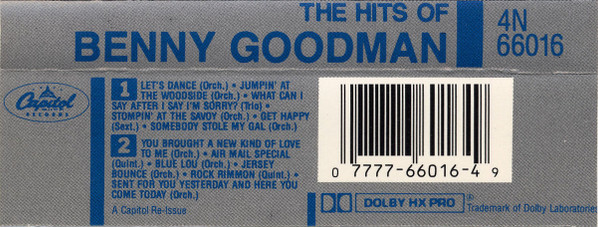 THE HITS OF
BENNY GOODMAN
4N
66016
Capitol
RECORDS
1 LET'S DANCE (Orch.) • JUMPIN' AT
THE WOODSIDE (Orch.) • WHAT CAN I
SAY AFTER I SAY I'M SORRY? (Trio) •
STOMPIN' AT THE SAVOY (Orch.) • GET HAPPY
(Sext.) • SOMEBODY STOLE MY GAL (Orch.)
2 YOU BROUGHT A NEW KIND OF LOVE
TO ME (Orch.) • AIR MAIL SPECIAL
(Quint.) • BLUE LOU (Orch.) • JERSEY
BOUNCE (Orch.) • ROCK RIMMON (Quint.) •
SENT FOR YOU YESTERDAY AND HERE YOU
COME TODAY (Orch.)
A Capitol Re-Issue
0 7777-66016-4 9
DOLBY HX PRO ®
Trademark of Dolby Laboratories